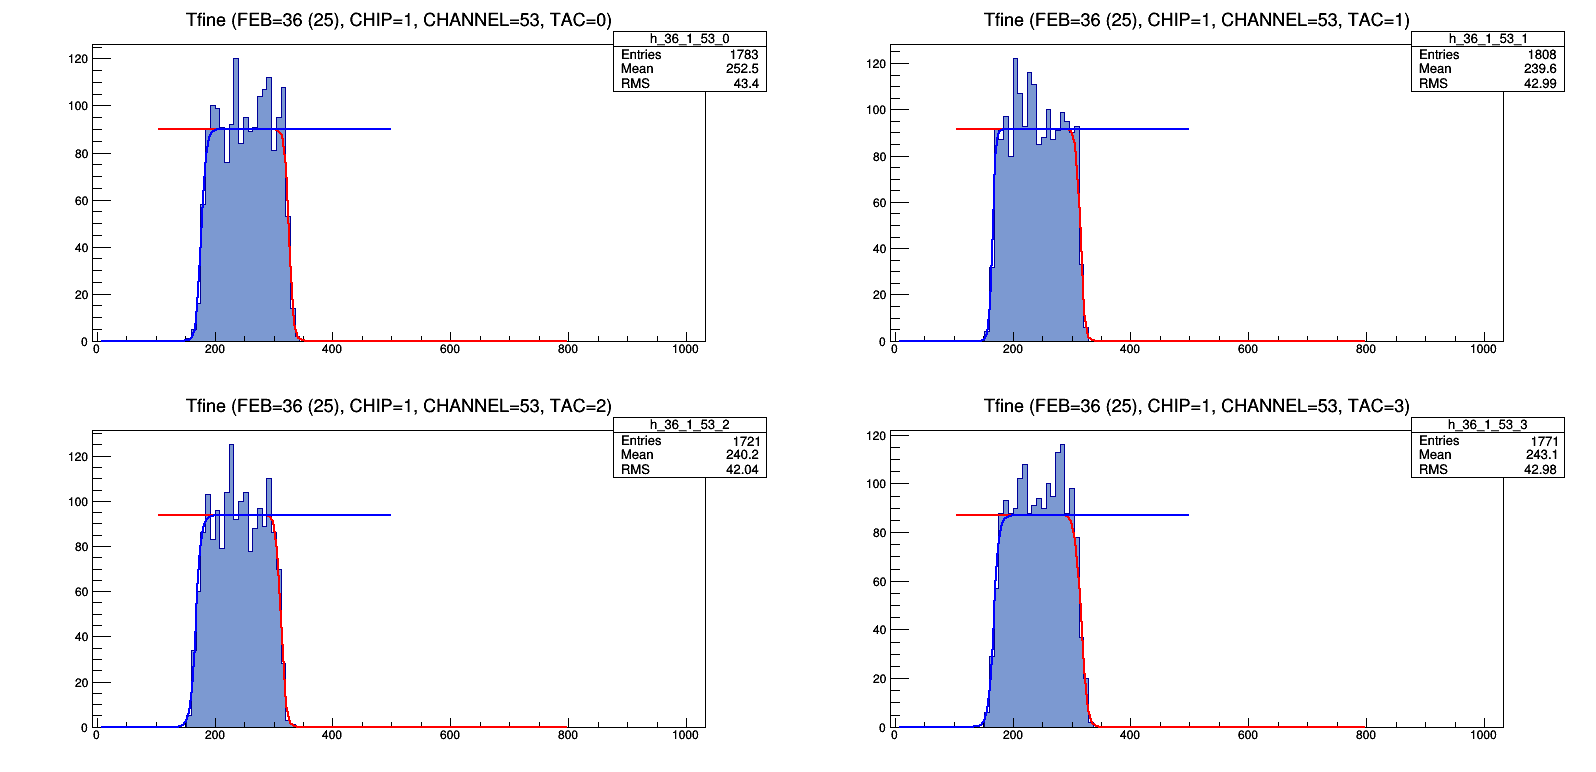 Tfine (FEB=36 (25), CHIP=1, CHANNEL=53, TAC=0)
h_36_1_53_0
Entries 1783
Mean 252.5
RMS 43.4
120
100
80
60
40
20
0
0 200 400 600 800 1000
Tfine (FEB=36 (25), CHIP=1, CHANNEL=53, TAC=1)
h_36_1_53_1
Entries 1808
Mean 239.6
RMS 42.99
120
100
80
60
40
20
0
0 200 400 600 800 1000
Tfine (FEB=36 (25), CHIP=1, CHANNEL=53, TAC=2)
h_36_1_53_2
Entries 1721
Mean 240.2
RMS 42.04
120
100
80
60
40
20
0
0 200 400 600 800 1000
Tfine (FEB=36 (25), CHIP=1, CHANNEL=53, TAC=3)
h_36_1_53_3
Entries 1771
Mean 243.1
RMS 42.98
120
100
80
60
40
20
0
0 200 400 600 800 1000